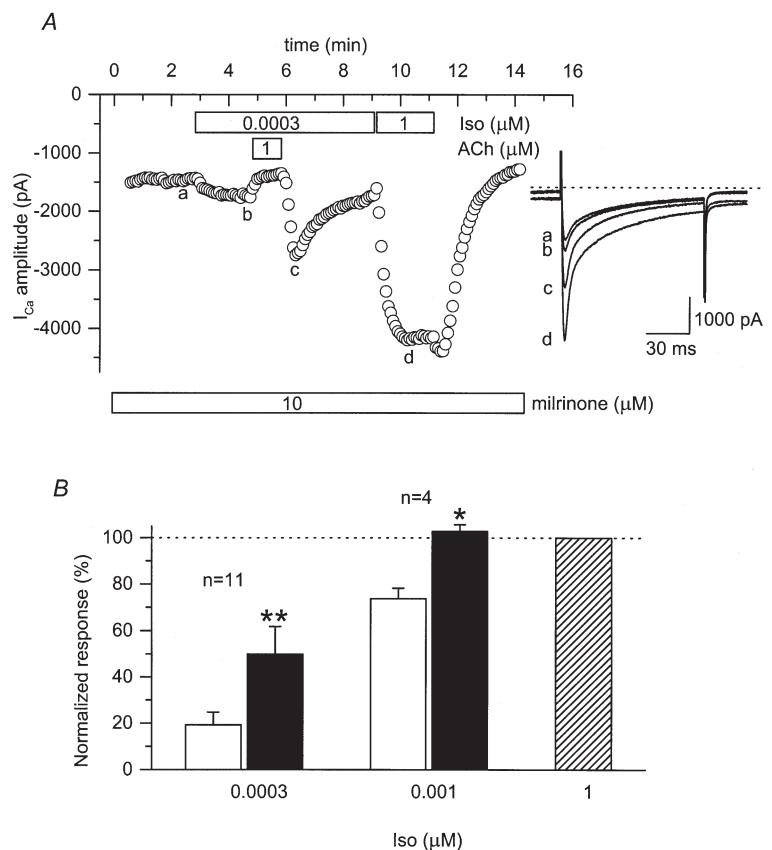 A
time (min)
0 2 4 6 8 10 12 14 16
0
-1000
-2000
-3000
-4000
I_Ca amplitude (pA)
0.0003 1 Iso (µM)
1 ACh (µM)
a
b
c
d
a
b
c
d
1000 pA
30 ms
10 milrinone (µM)
B
n=4
*
n=11
**
100
80
60
40
20
0
Normalized response (%)
0.0003 0.001 1
Iso (µM)